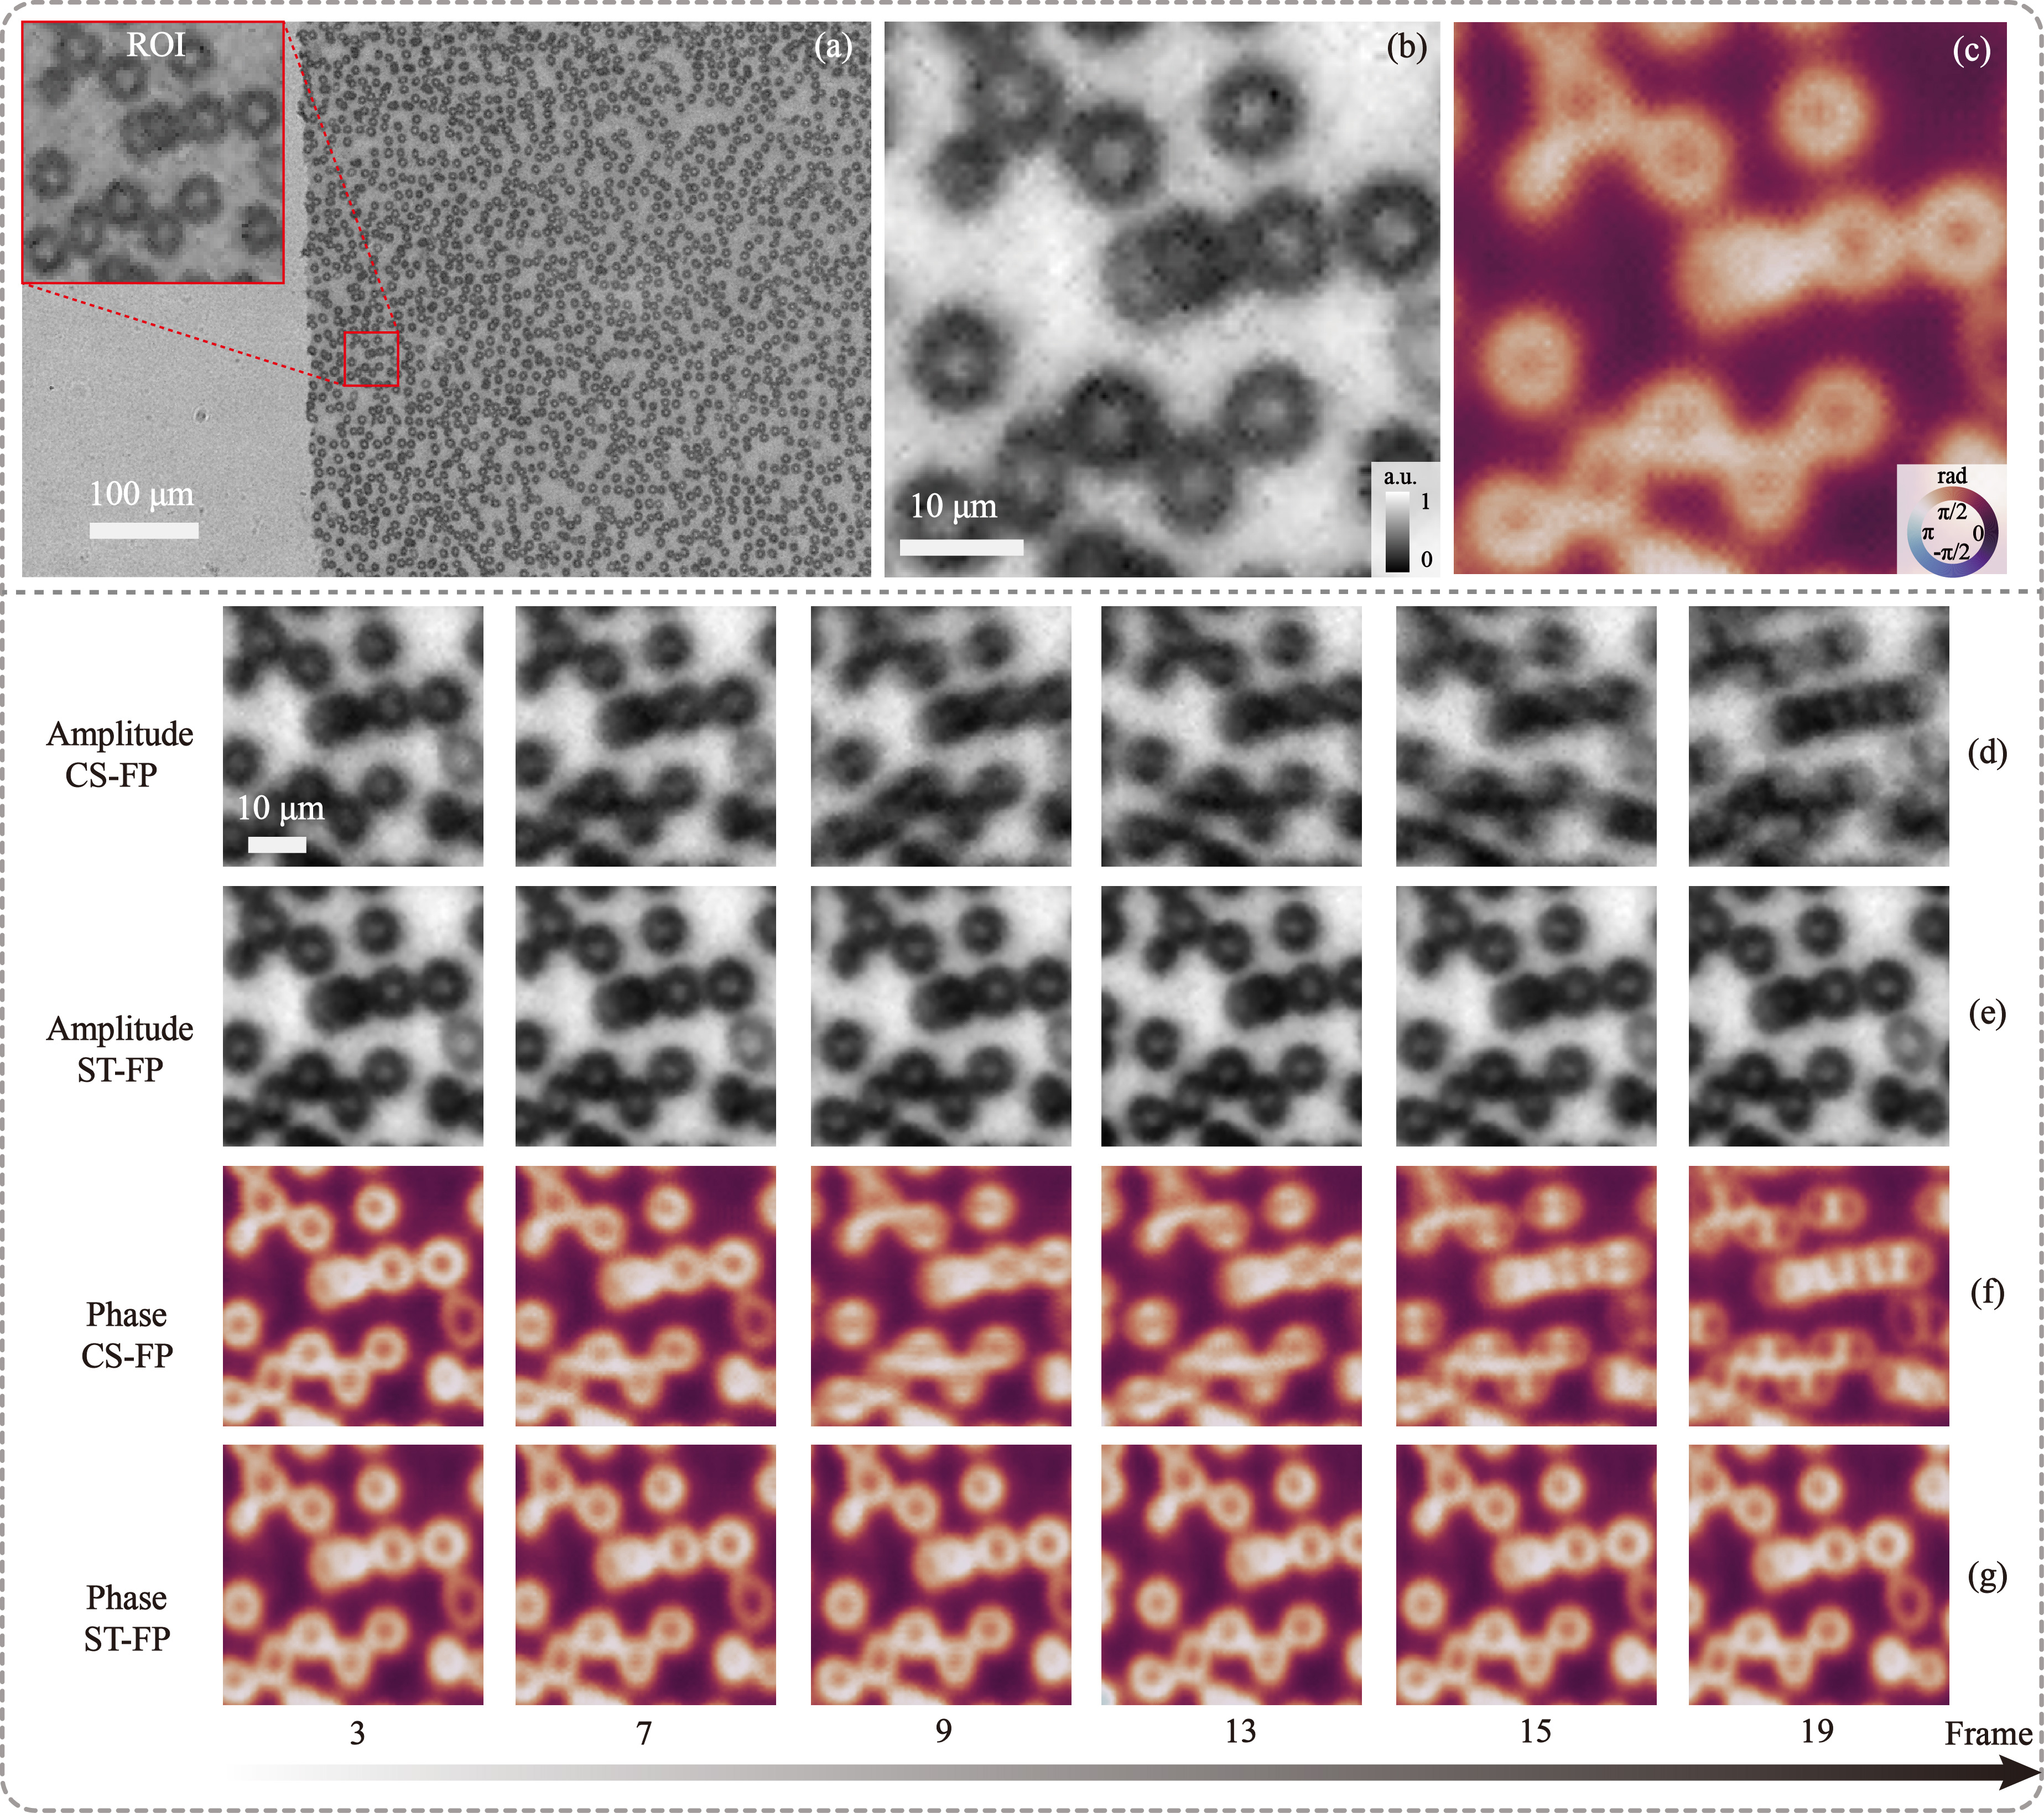 ROI
(a)
100 μm
(b)
10 μm
a.u.
1
0
(c)
rad
π/2
π
0
-π/2
Amplitude
CS-FP
10 μm
(d)
Amplitude
ST-FP
(e)
Phase
CS-FP
(f)
Phase
ST-FP
(g)
3
7
9
13
15
19
Frame